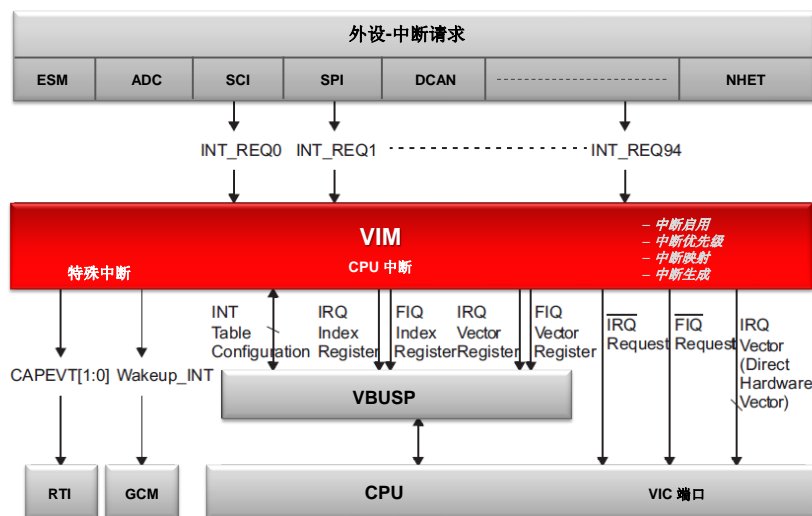 外设-中断请求
ESM ADC SCI SPI DCAN NHET
INT_REQ0 INT_REQ1 INT_REQ94
VIM
CPU 中断
特殊中断
– 中断启用
– 中断优先级
– 中断映射
– 中断生成
INT
Table
Configuration
IRQ
Index
Register
FIQ
Index
Register
IRQ
Vector
Register
FIQ
Vector
Register
IRQ
Request
FIQ
Request
IRQ
Vector
(Direct
Hardware
Vector)
CAPEVT[1:0] Wakeup_INT
VBUSP
RTI GCM CPU VIC 端口